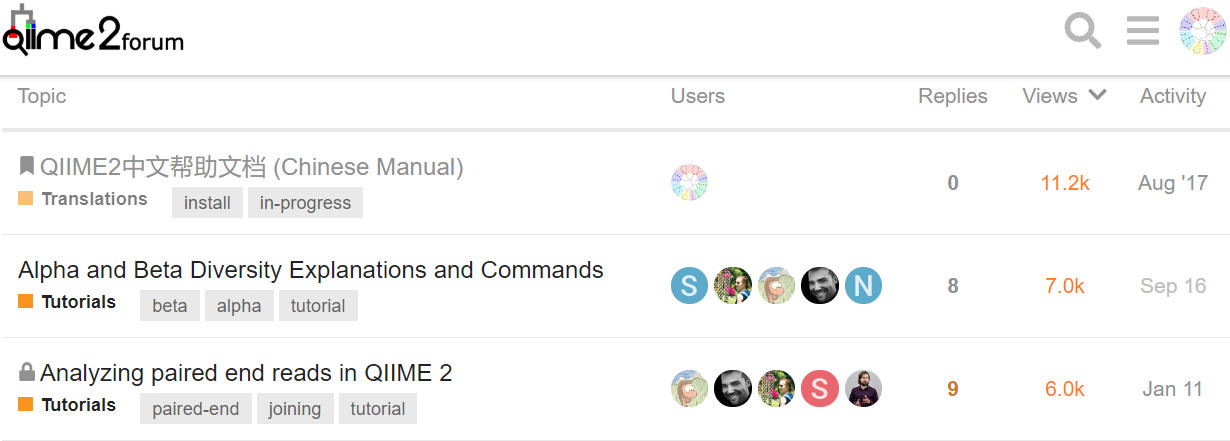 qiime2forum
Topic Users Replies Views Activity
QIIME2中文帮助文档 (Chinese Manual)
0 11.2k Aug '17
Translations install in-progress
Alpha and Beta Diversity Explanations and Commands
S N 8 7.0k Sep 16
Tutorials beta alpha tutorial
Analyzing paired end reads in QIIME 2
S 9 6.0k Jan 11
Tutorials paired-end joining tutorial